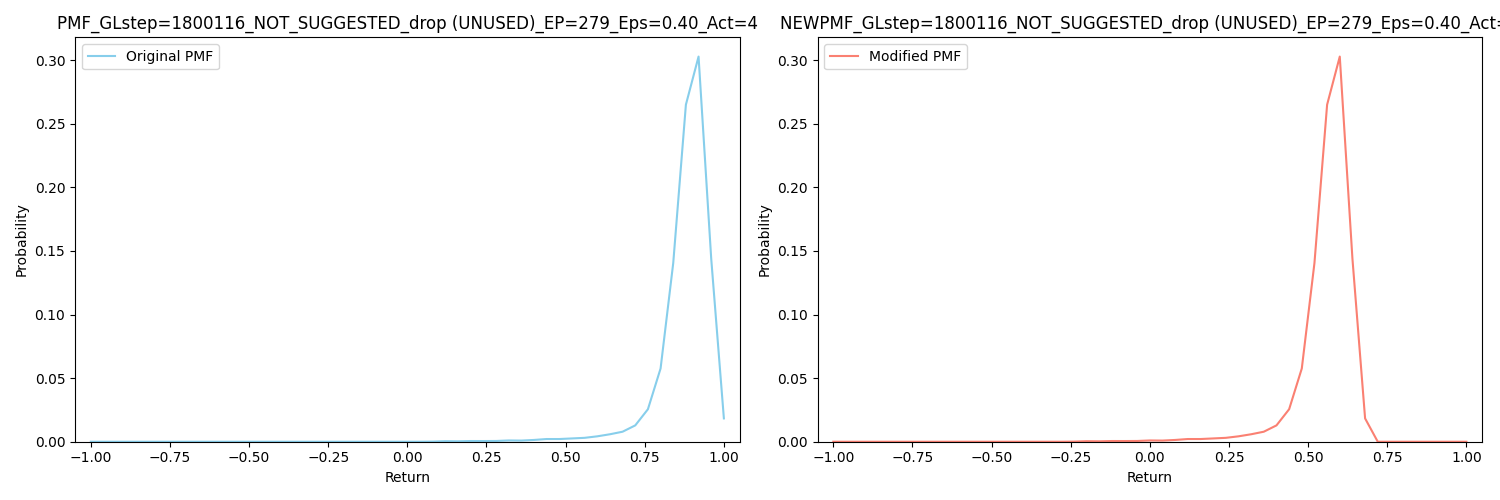 PMF_GLstep=1800116_NOT_SUGGESTED_drop (UNUSED)_EP=279_Eps=0.40_Act=4
Original PMF
0.30
0.25
0.20
0.15
0.10
0.05
0.00
Probability
−1.00 −0.75 −0.50 −0.25 0.00 0.25 0.50 0.75 1.00
Return
NEWPMF_GLstep=1800116_NOT_SUGGESTED_drop (UNUSED)_EP=279_Eps=0.40_Act=
Modified PMF
0.30
0.25
0.20
0.15
0.10
0.05
0.00
Probability
−1.00 −0.75 −0.50 −0.25 0.00 0.25 0.50 0.75 1.00
Return